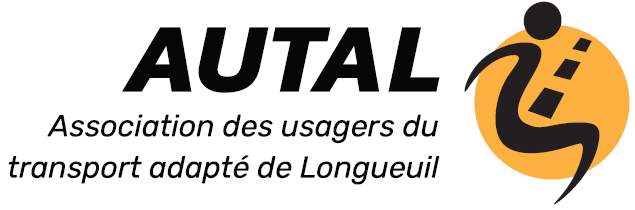 AUTAL
Association des usagers du
transport adapté de Longueuil